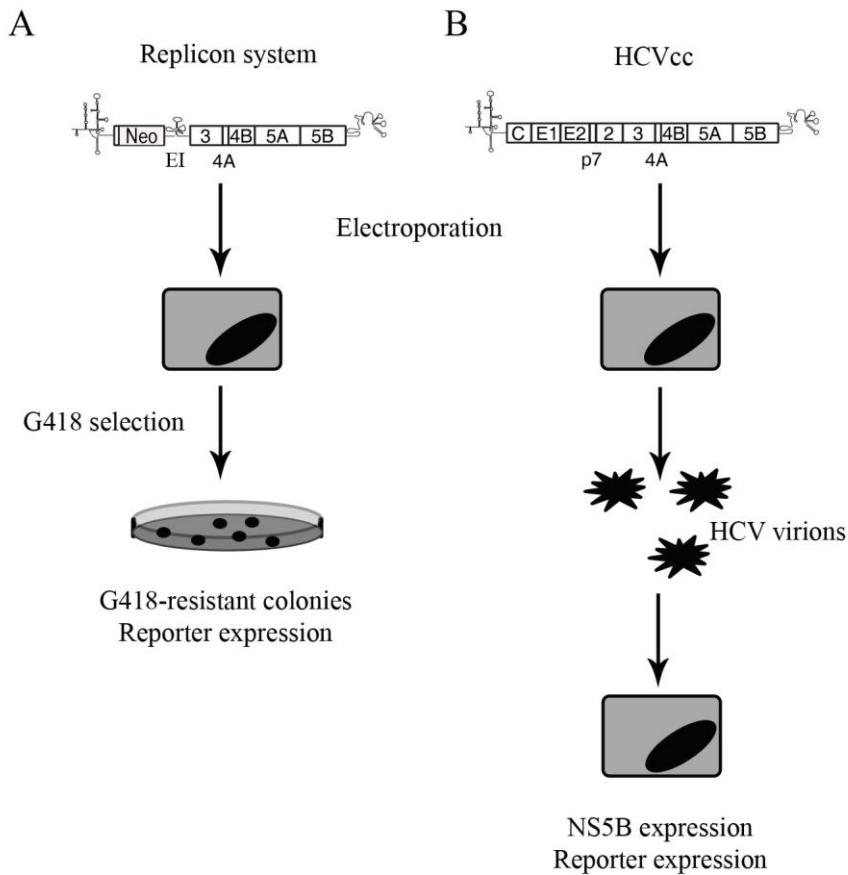 A
Replicon system
Neo
3
4B
5A
5B
EI
4A
B
HCVcc
C
E1
E2
2
3
4B
5A
5B
p7
4A
Electroporation
G418 selection
HCV virions
G418-resistant colonies
Reporter expression
NS5B expression
Reporter expression